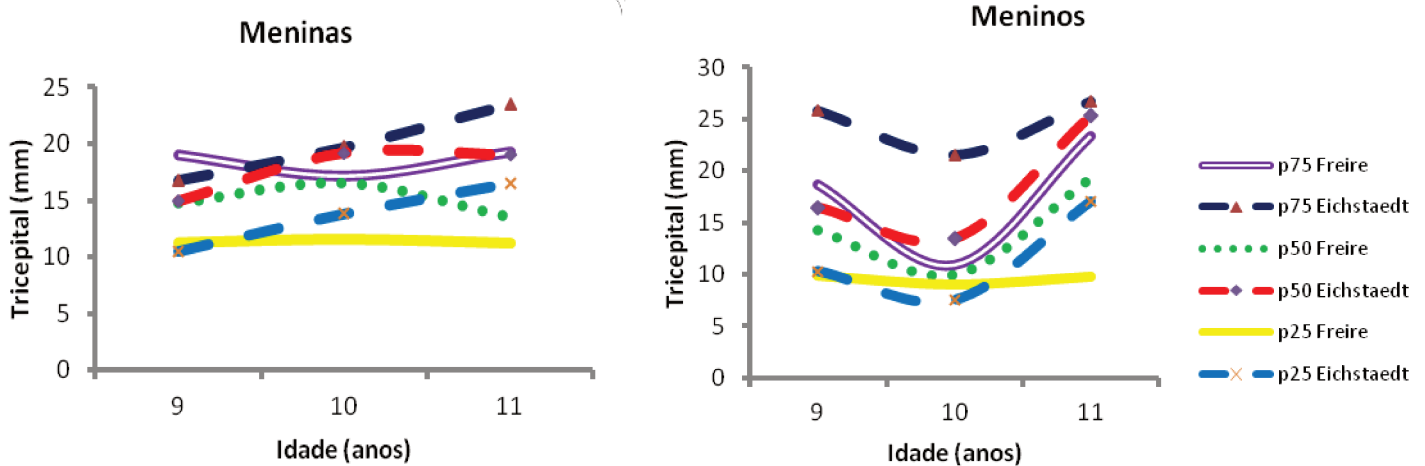 Meninas
Tricepital (mm)
25
20
15
10
5
0
9 10 11
Idade (anos)
Meninos
Tricepital (mm)
30
25
20
15
10
5
0
9 10 11
Idade (anos)
p75 Freire
p75 Eichstaedt
p50 Freire
p50 Eichstaedt
p25 Freire
p25 Eichstaedt